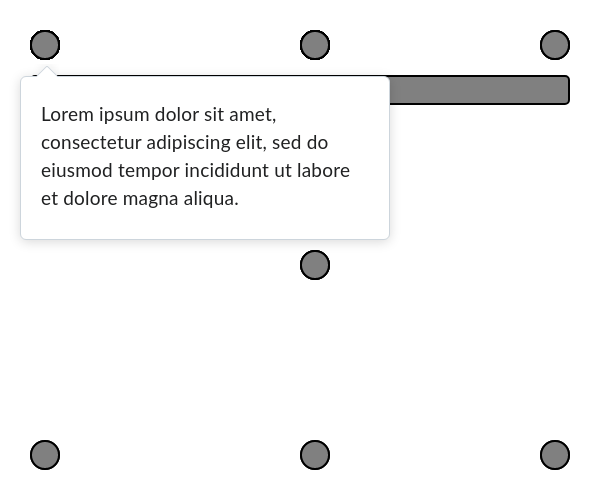 Lorem ipsum dolor sit amet,
consectetur adipiscing elit, sed do
eiusmod tempor incididunt ut labore
et dolore magna aliqua.